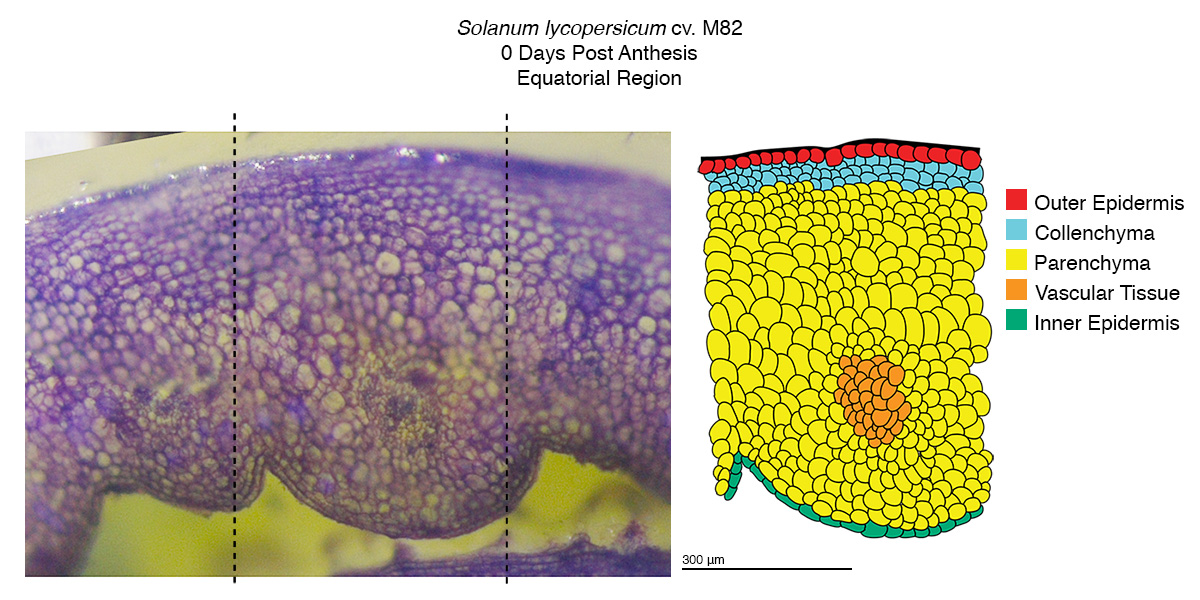 Solanum lycopersicum cv. M82
0 Days Post Anthesis
Equatorial Region
Outer Epidermis
Collenchyma
Parenchyma
Vascular Tissue
Inner Epidermis
300 μm